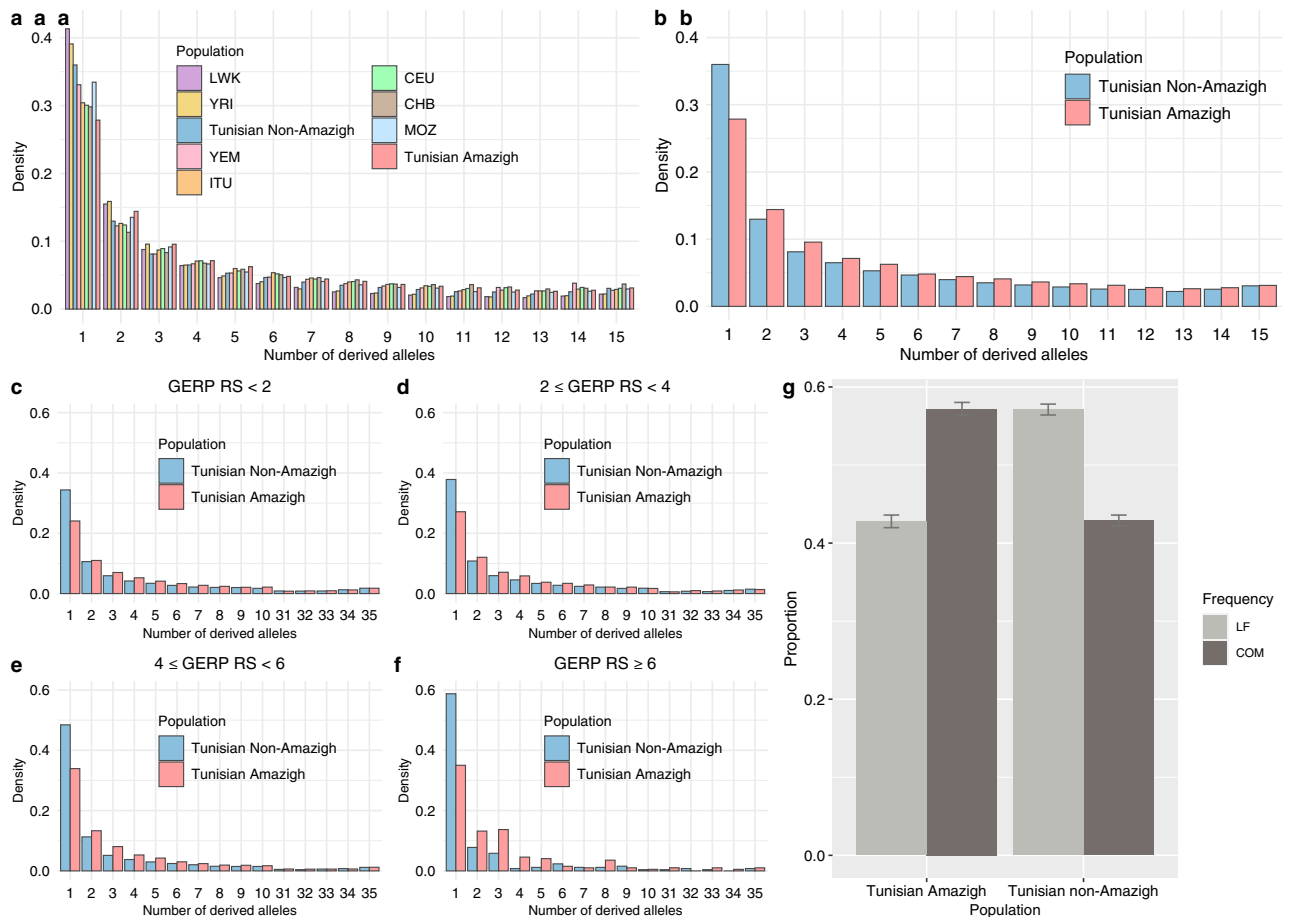 a a a
Population
LWK
YRI
Tunisian Non-Amazigh
YEM
ITU
CEU
CHB
MOZ
Tunisian Amazigh
Density
0.4
0.3
0.2
0.1
0.0
1 2 3 4 5 6 7 8 9 10 11 12 13 14 15
Number of derived alleles
b b
Population
Tunisian Non-Amazigh
Tunisian Amazigh
Density
0.4
0.3
0.2
0.1
0.0
1 2 3 4 5 6 7 8 9 10 11 12 13 14 15
Number of derived alleles
c
GERP RS < 2
Population
Tunisian Non-Amazigh
Tunisian Amazigh
Density
0.6
0.4
0.2
0.0
1 2 3 4 5 6 7 8 9 10 31 32 33 34 35
Number of derived alleles
d
2 ≤ GERP RS < 4
Population
Tunisian Non-Amazigh
Tunisian Amazigh
Density
0.6
0.4
0.2
0.0
1 2 3 4 5 6 7 8 9 10 31 32 33 34 35
Number of derived alleles
e
4 ≤ GERP RS < 6
Population
Tunisian Non-Amazigh
Tunisian Amazigh
Density
0.6
0.4
0.2
0.0
1 2 3 4 5 6 7 8 9 10 31 32 33 34 35
Number of derived alleles
f
GERP RS ≥ 6
Population
Tunisian Non-Amazigh
Tunisian Amazigh
Density
0.6
0.4
0.2
0.0
1 2 3 4 5 6 7 8 9 10 31 32 33 34 35
Number of derived alleles
g
Proportion
0.6
0.4
0.2
0.0
Tunisian Amazigh Tunisian non-Amazigh
Population
Frequency
LF
COM